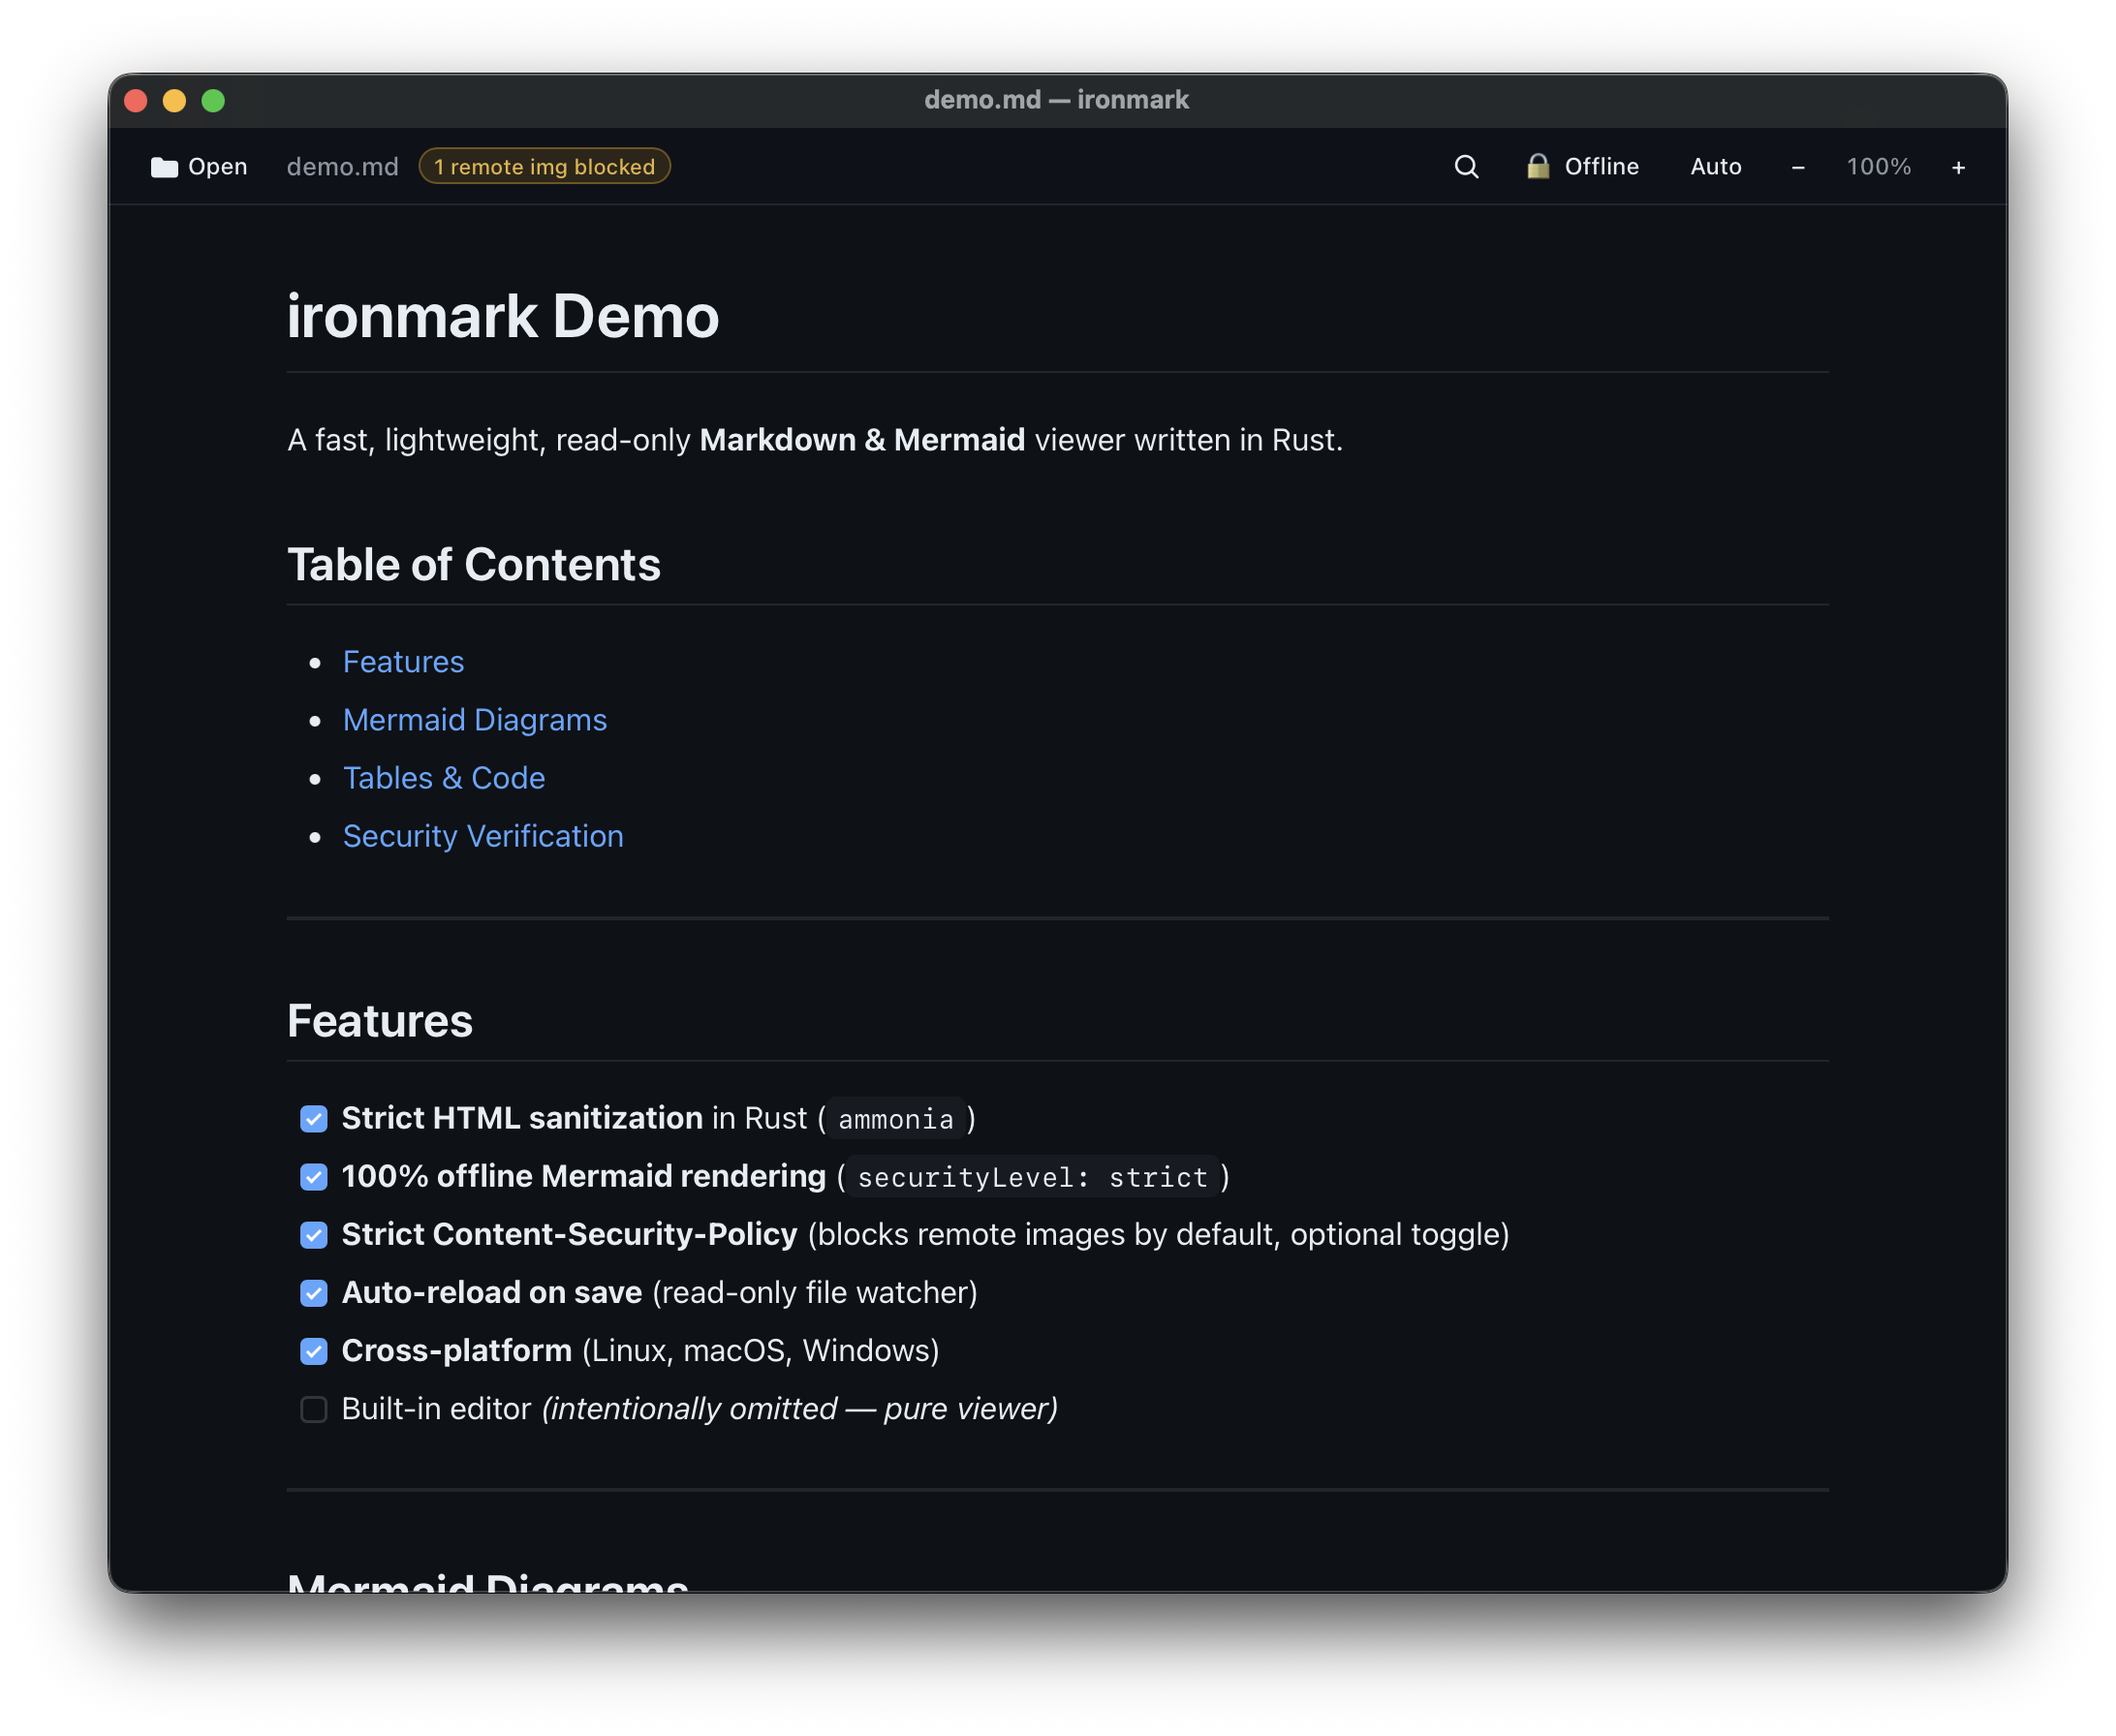 demo.md — ironmark
Open demo.md 1 remote img blocked Offline Auto − 100% +
ironmark Demo
A fast, lightweight, read-only Markdown & Mermaid viewer written in Rust.
Table of Contents
Features
Mermaid Diagrams
Tables & Code
Security Verification
Features
Strict HTML sanitization in Rust (ammonia)
100% offline Mermaid rendering (securityLevel: strict)
Strict Content-Security-Policy (blocks remote images by default, optional toggle)
Auto-reload on save (read-only file watcher)
Cross-platform (Linux, macOS, Windows)
Built-in editor (intentionally omitted — pure viewer)
Mermaid Diagrams